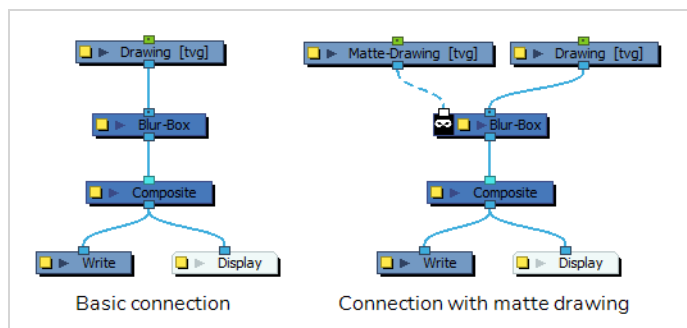 Drawing [tvg]
Matte-Drawing [tvg]
Drawing [tvg]
Blur-Box
Blur-Box
Composite
Composite
Write
Display
Write
Display
Basic connection
Connection with matte drawing